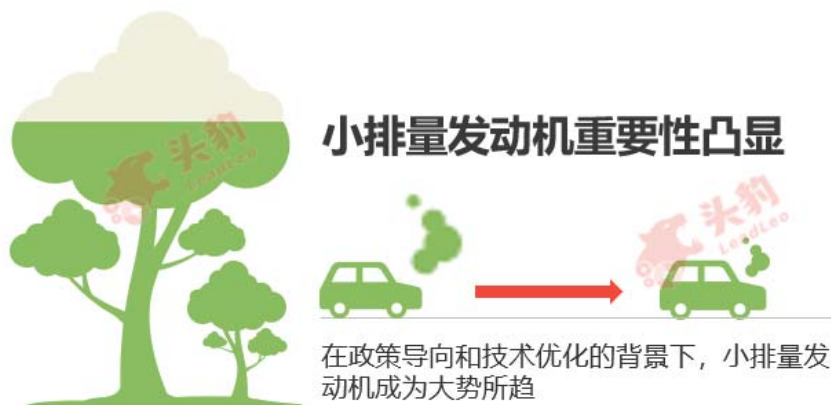 头豹
LeadLeo
小排量发动机重要性凸显
头豹
LeadLeo
在政策导向和技术优化的背景下，小排量发
动机成为大势所趋